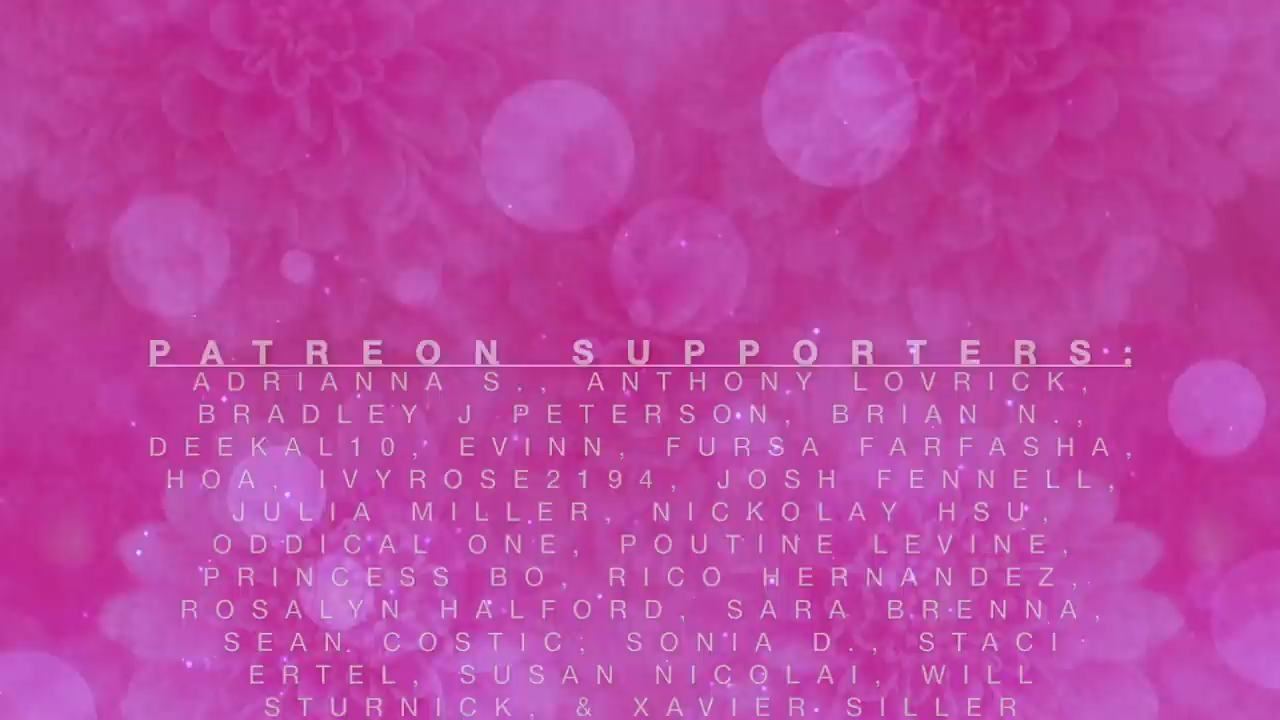 PATREON SUPPORTERS:
ADRIANNA S., ANTHONY LOVRICK,
BRADLEY J PETERSON, BRIAN N.,
DEEKAL10, EVINN, FURSA FARFASHA,
HOA, IVYROSE2194, JOSH FENNELL,
JULIA MILLER, NICKOLAY HSU,
ODDICAL ONE, POUTINE LEVINE,
PRINCESS BO, RICO HERNANDEZ,
ROSALYN HALFORD, SARA BRENNA,
SEAN COSTIC, SONIA D., STACI
ERTEL, SUSAN NICOLAI, WILL
STURNICK, & XAVIER SILLER